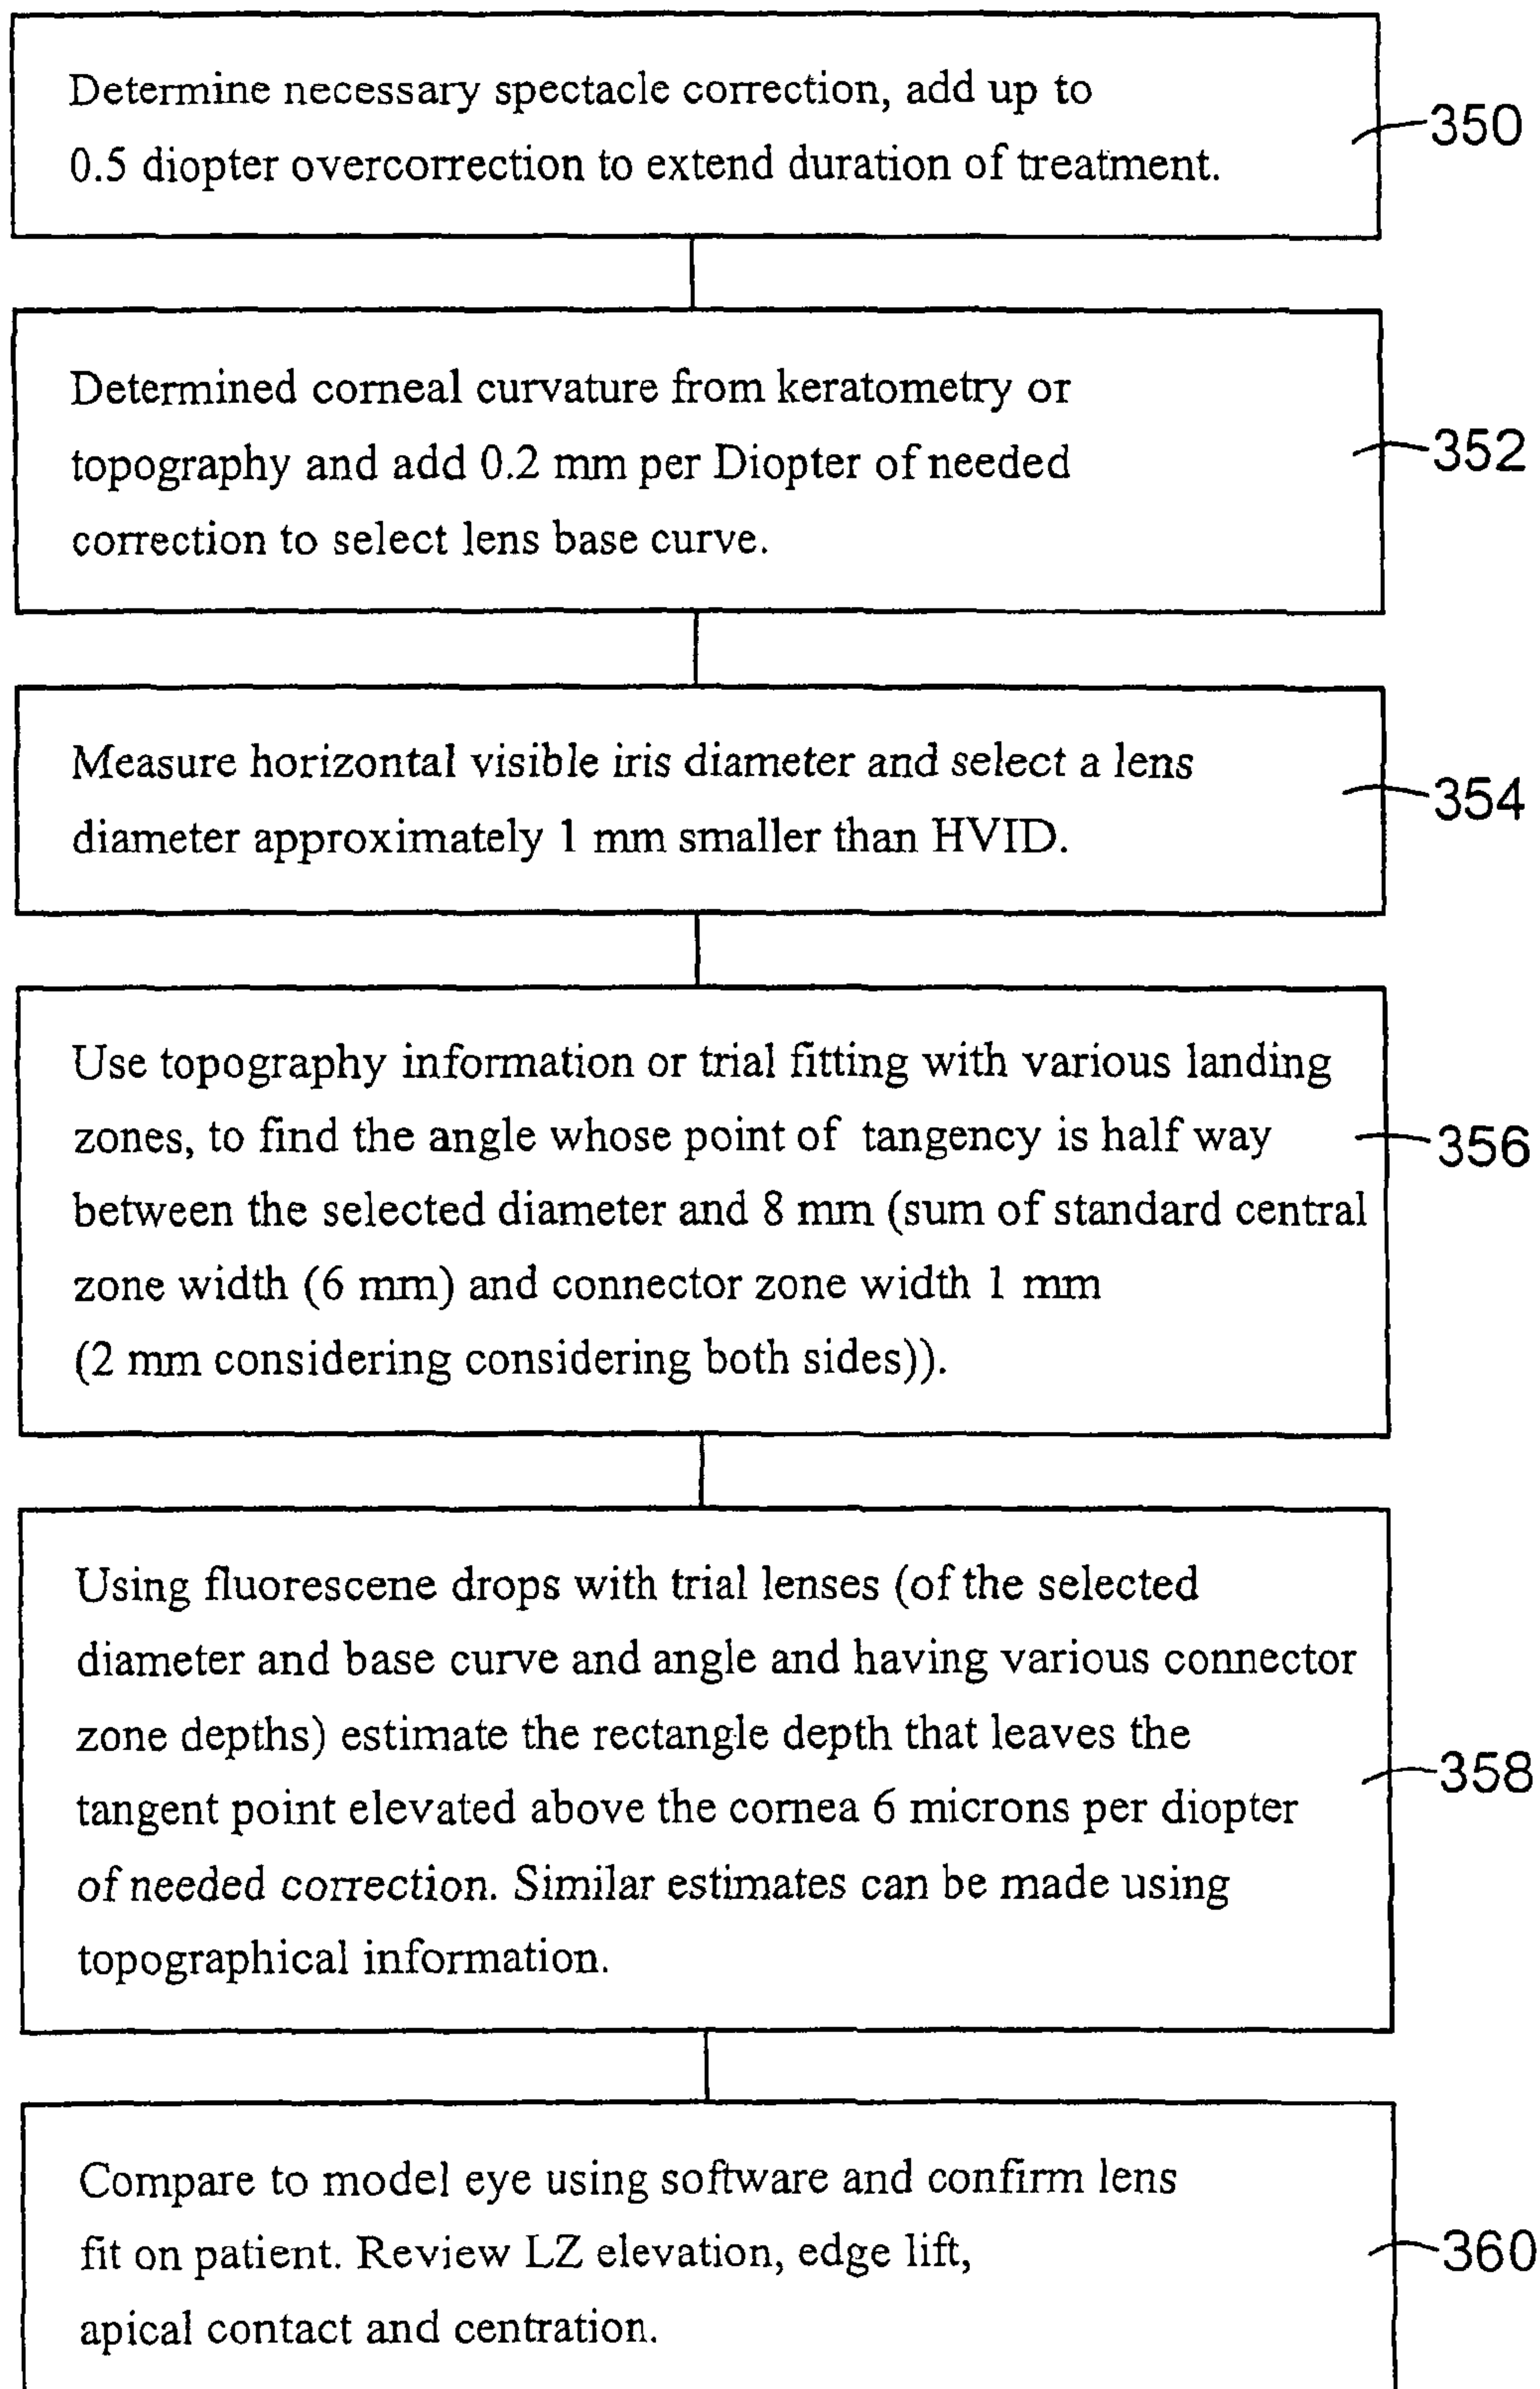 Determine necessary spectacle correction, add up to
0.5 diopter overcorrection to extend duration of treatment.
350
Determined corneal curvature from keratometry or
topography and add 0.2 mm per Diopter of needed
correction to select lens base curve.
352
Measure horizontal visible iris diameter and select a lens
diameter approximately 1 mm smaller than HVID.
354
Use topography information or trial fitting with various landing
zones, to find the angle whose point of tangency is half way
between the selected diameter and 8 mm (sum of standard central
zone width (6 mm) and connector zone width 1 mm
(2 mm considering considering both sides)).
356
Using fluorescene drops with trial lenses (of the selected
diameter and base curve and angle and having various connector
zone depths) estimate the rectangle depth that leaves the
tangent point elevated above the cornea 6 microns per diopter
of needed correction. Similar estimates can be made using
topographical information.
358
Compare to model eye using software and confirm lens
fit on patient. Review LZ elevation, edge lift,
apical contact and centration.
360